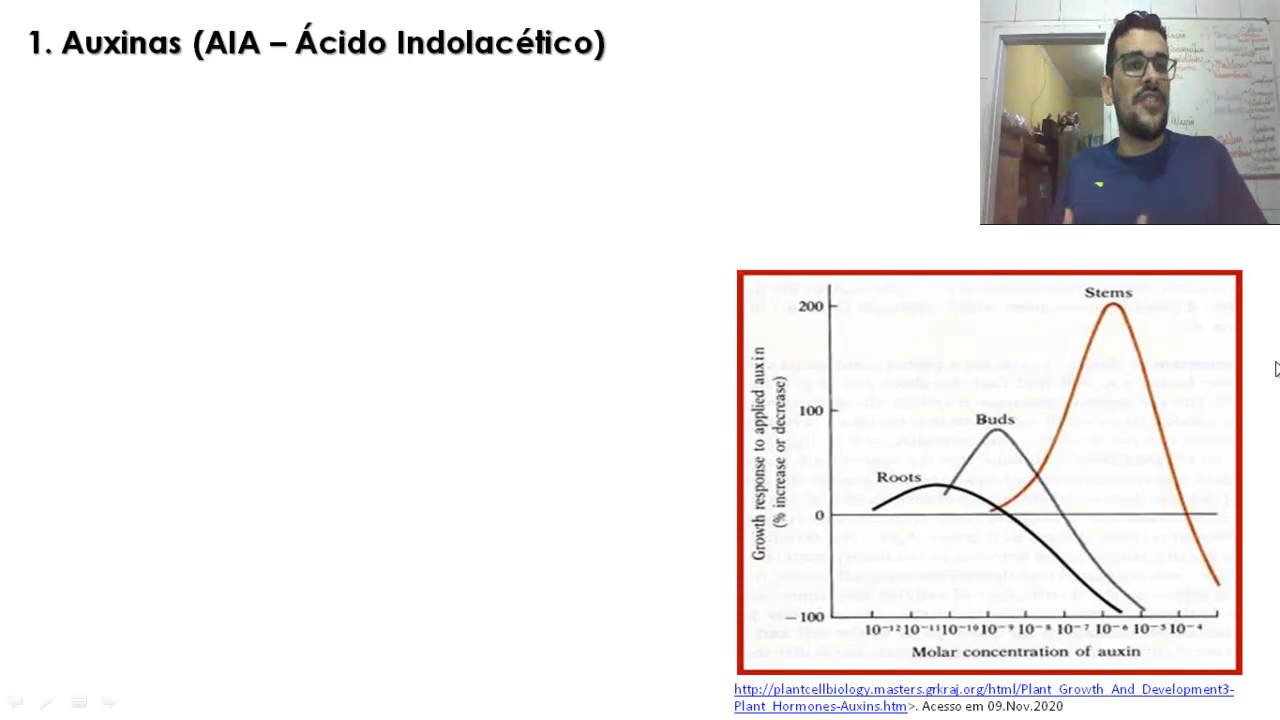 1. Auxinas (AIA – Ácido Indolacético)
Stems
200
Growth response to applied auxin
(% increase or decrease)
100
Buds
Roots
0
−100
10⁻¹² 10⁻¹¹ 10⁻¹⁰ 10⁻⁹ 10⁻⁸ 10⁻⁷ 10⁻⁶ 10⁻⁵ 10⁻⁴
Molar concentration of auxin
http://plantcellbiology.masters.grkraj.org/html/Plant_Growth_And_Development3-
Plant_Hormones-Auxins.htm>. Acesso em 09.Nov.2020